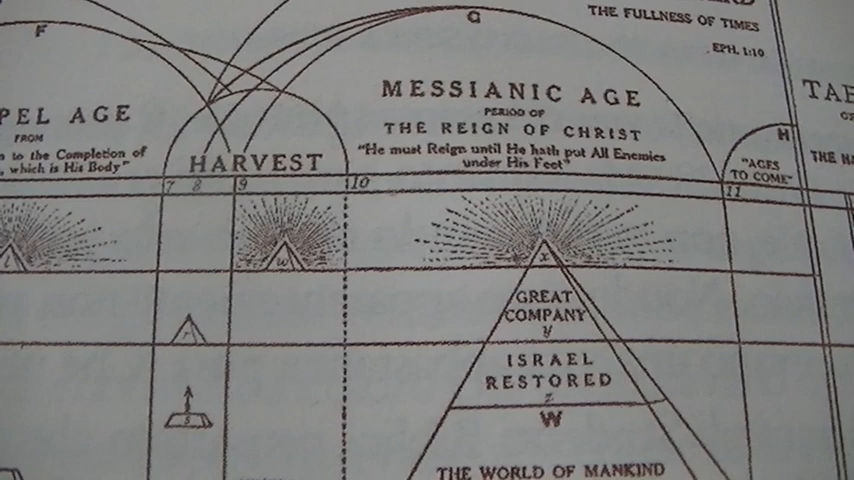 F
G
THE FULLNESS OF TIMES
EPH. 1:10
PEL AGE
FROM
n to the Completion of
, which is His Body"
HARVEST
MESSIANIC AGE
PERIOD OF
THE REIGN OF CHRIST
"He must Reign until He hath put All Enemies
under His Feet"
H
"AGES
TO COME"
TAB
THE
7 8 9 10 11
w
x
GREAT
COMPANY
y
r
ISRAEL
RESTORED
z
s
W
THE WORLD OF MANKIND